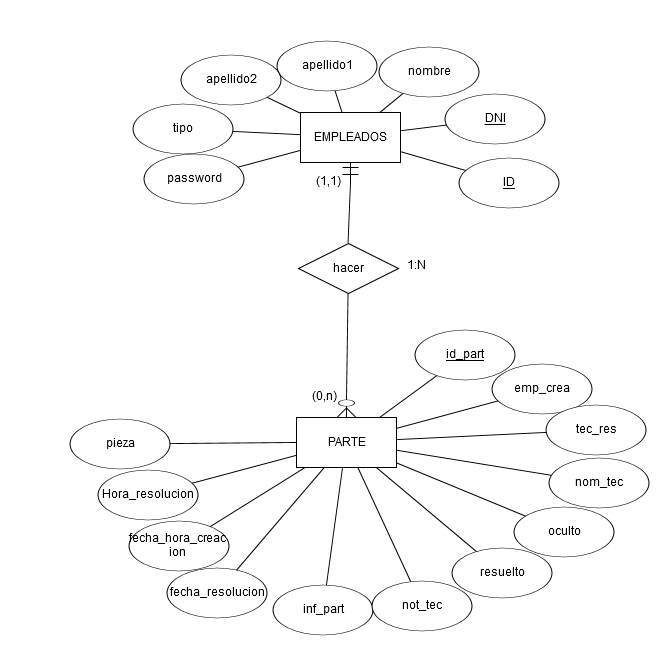 apellido1
nombre
apellido2
DNI
tipo
EMPLEADOS
password
(1,1)
ID
hacer
1:N
id_part
emp_crea
(0,n)
tec_res
PARTE
pieza
nom_tec
Hora_resolucion
oculto
fecha_hora_creac
ion
resuelto
fecha_resolucion
inf_part
not_tec